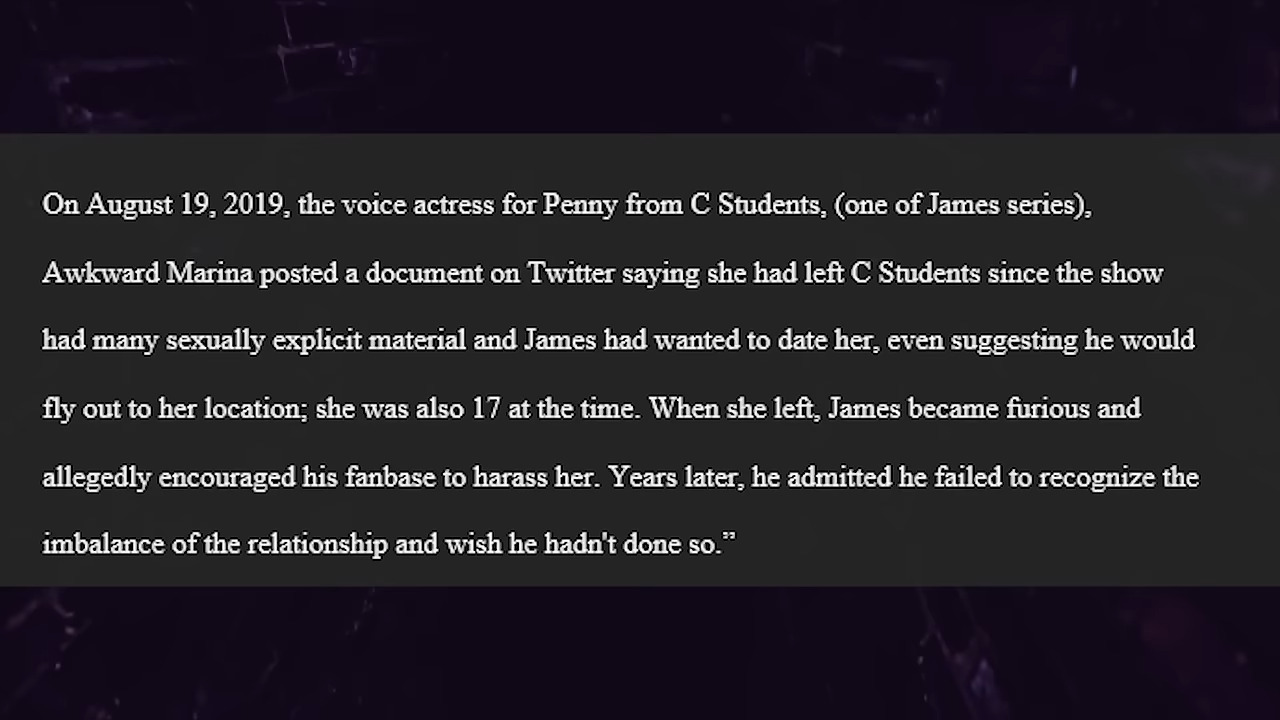 On August 19, 2019, the voice actress for Penny from C Students, (one of James series),
Awkward Marina posted a document on Twitter saying she had left C Students since the show
had many sexually explicit material and James had wanted to date her, even suggesting he would
fly out to her location; she was also 17 at the time. When she left, James became furious and
allegedly encouraged his fanbase to harass her. Years later, he admitted he failed to recognize the
imbalance of the relationship and wish he hadn't done so.”